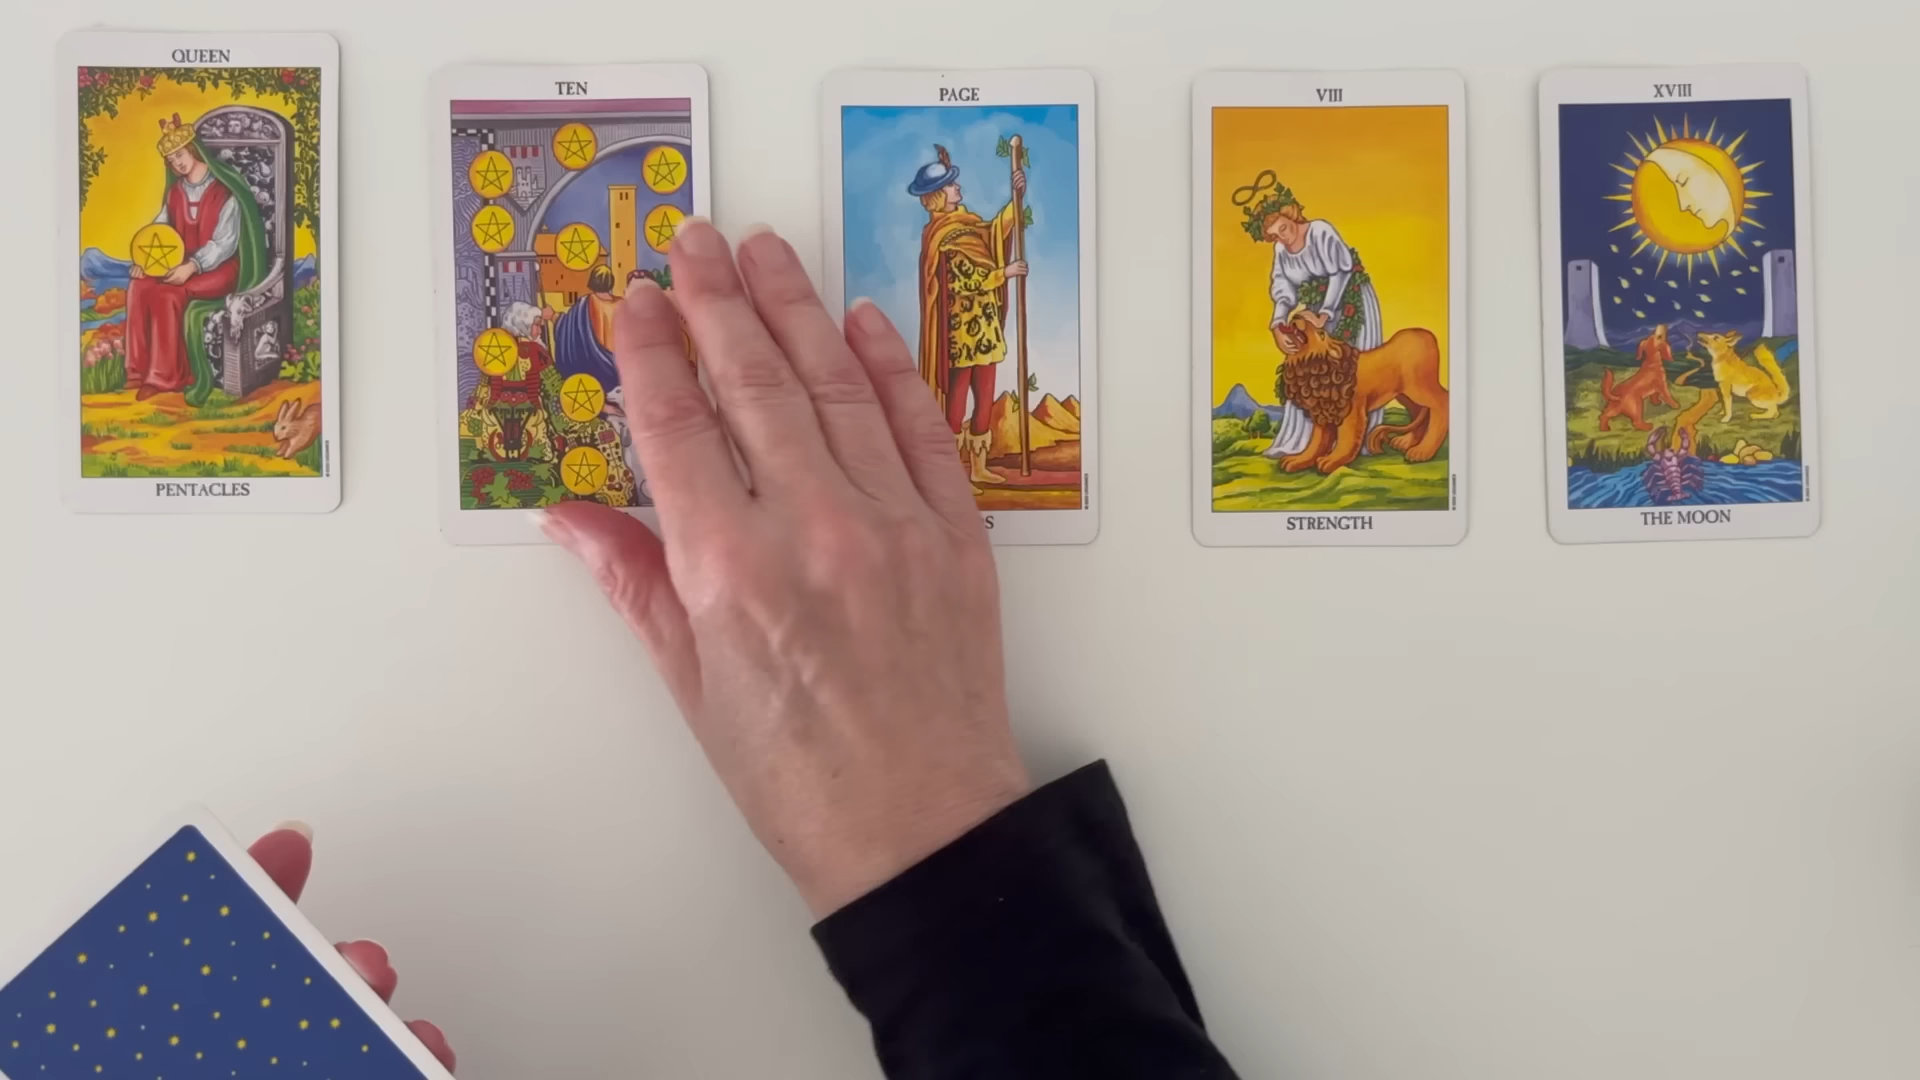 QUEEN
PENTACLES
TEN
PAGE
VIII
STRENGTH
XVIII
THE MOON